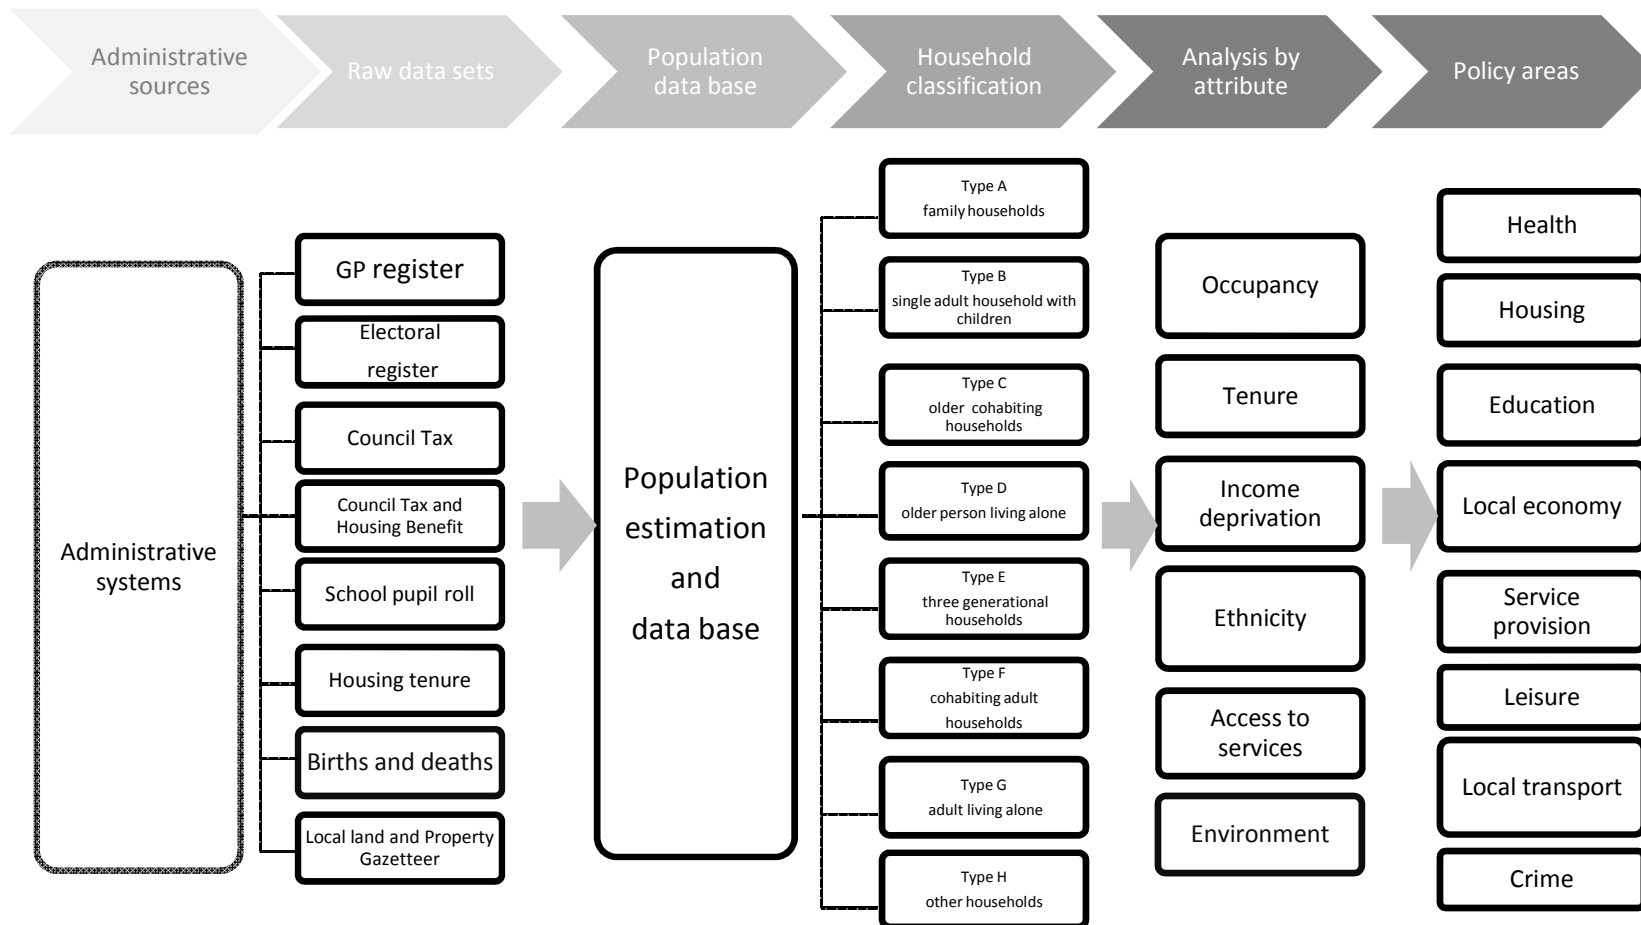 Administrative
sources
Raw data sets
Population
data base
Household
classification
Analysis by
attribute
Policy areas
Administrative
systems
GP register
Electoral
register
Council Tax
Council Tax and
Housing Benefit
School pupil roll
Housing tenure
Births and deaths
Local land and Property
Gazetteer
Population
estimation
and
data base
Type A
family households
Type B
single adult household with
children
Type C
older cohabiting
households
Type D
older person living alone
Type E
three generational
households
Type F
cohabiting adult
households
Type G
adult living alone
Type H
other households
Occupancy
Tenure
Income
deprivation
Ethnicity
Access to
services
Environment
Health
Housing
Education
Local economy
Service
provision
Leisure
Local transport
Crime